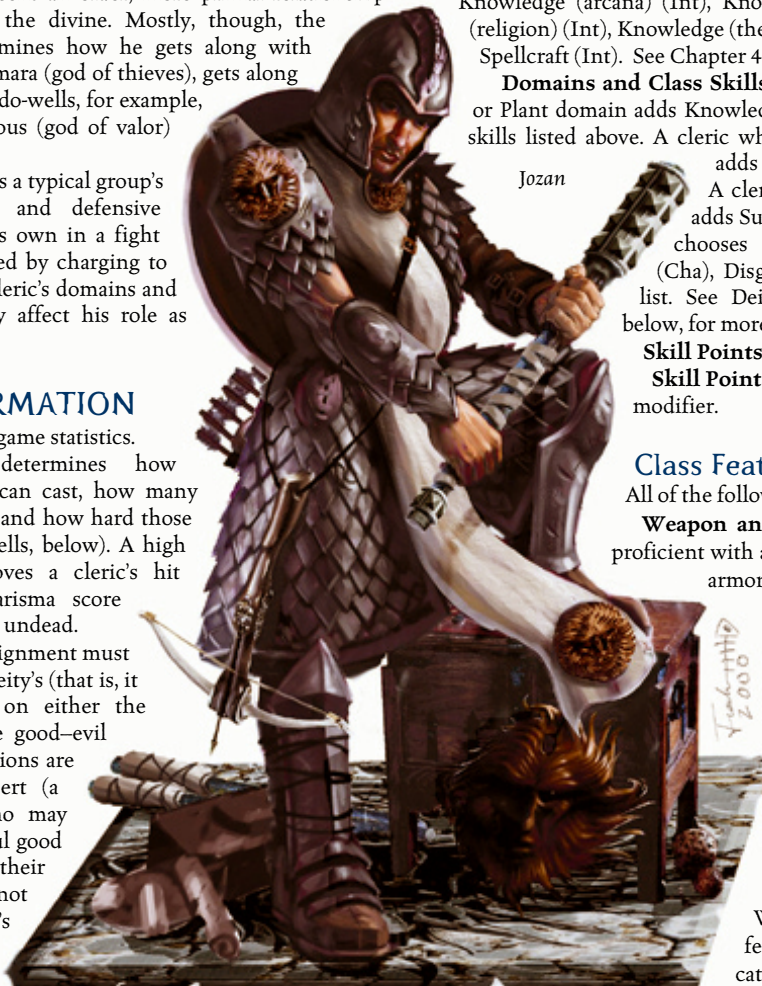 the divine. Mostly, though, the
mines how he gets along with
mara (god of thieves), gets along
do-wells, for example,
ous (god of valor)
s a typical group's
and defensive
s own in a fight
ed by charging to
leric's domains and
y affect his role as
RMATION
game statistics.
determines how
can cast, how many
and how hard those
ells, below). A high
oves a cleric's hit
arisma score
undead.
ignment must
eity's (that is, it
on either the
e good–evil
ions are
ert (a
ho may
ul good
their
not
's
Knowledge (arcana) (Int), Kno
(religion) (Int), Knowledge (the
Spellcraft (Int). See Chapter 4
Domains and Class Skills
or Plant domain adds Knowled
skills listed above. A cleric wh
adds
A cler
adds Su
chooses
(Cha), Disg
list. See Dei
below, for more
Skill Points
Skill Point
modifier.
Jozan
Class Feat
All of the follow
Weapon an
proficient with a
armor
2000
W
fe
cat